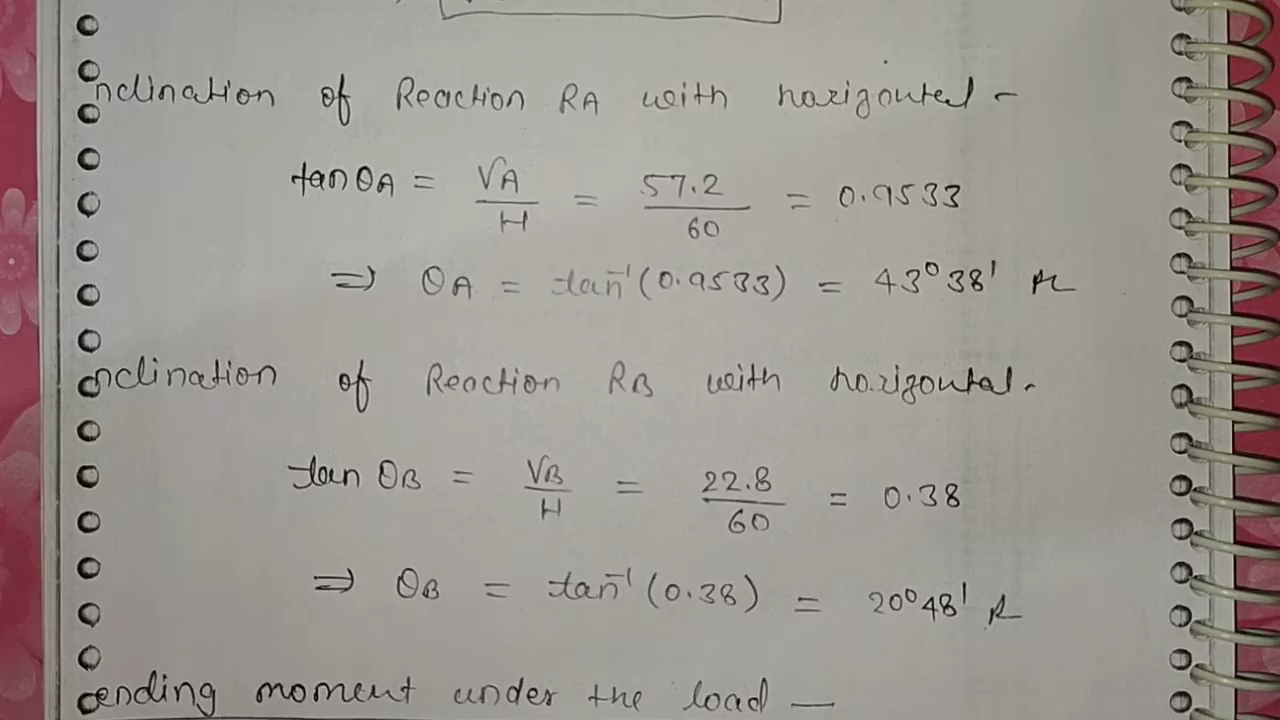 nclination of Reaction RA with horizontal -
tan θA = VA/H = 57.2/60 = 0.9533
⇒ θA = tan⁻¹(0.9533) = 43°38'
nclination of Reaction RB with horizontal -
tan θB = VB/H = 22.8/60 = 0.38
⇒ θB = tan⁻¹(0.38) = 20°48'
ending moment under the load —